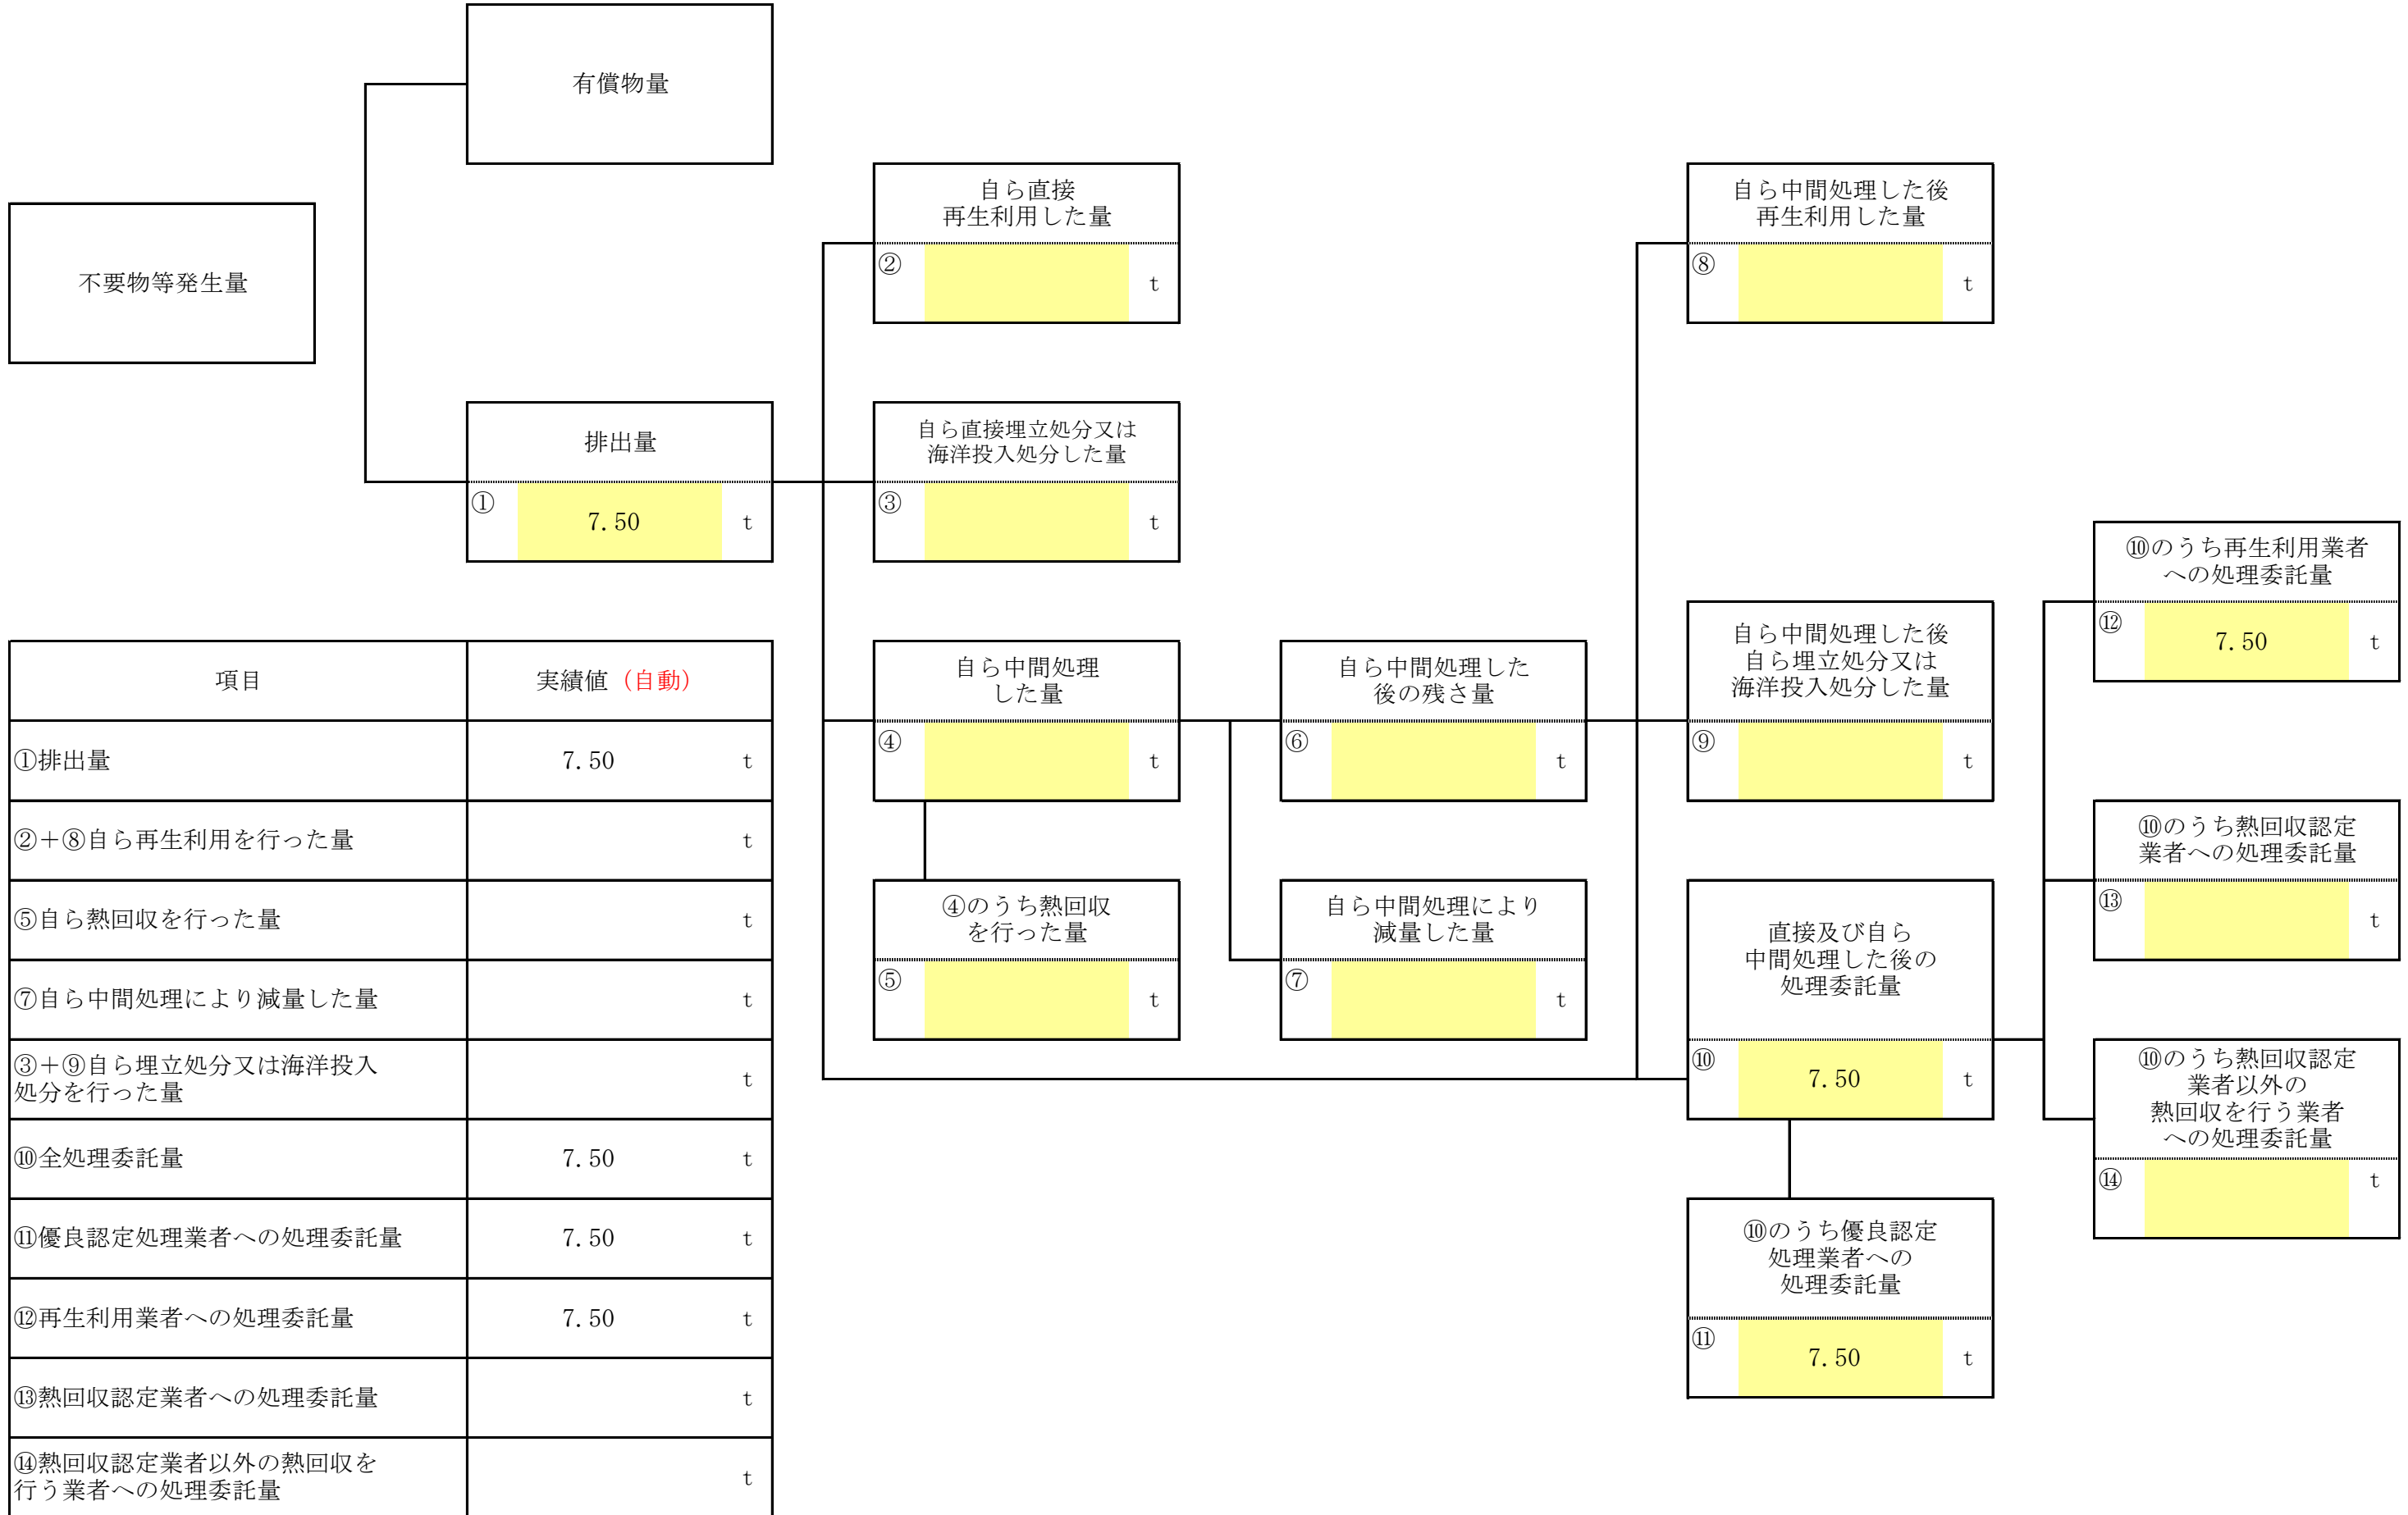 有償物量
不要物等発生量
排出量
①
7.50
t
自ら直接
再生利用した量
②
t
自ら直接埋立処分又は
海洋投入処分した量
③
t
自ら中間処理
した量
④
t
④のうち熱回収
を行った量
⑤
t
自ら中間処理した
後の残さ量
⑥
t
自ら中間処理により
減量した量
⑦
t
自ら中間処理した後
再生利用した量
⑧
t
自ら中間処理した後
自ら埋立処分又は
海洋投入処分した量
⑨
t
直接及び自ら
中間処理した後の
処理委託量
⑩
7.50
t
⑩のうち優良認定
処理業者への
処理委託量
⑪
7.50
t
⑩のうち再生利用業者
への処理委託量
⑫
7.50
t
⑩のうち熱回収認定
業者への処理委託量
⑬
t
⑩のうち熱回収認定
業者以外の
熱回収を行う業者
への処理委託量
⑭
t
項目 実績値（自動）
①排出量 7.50 t
②＋⑧自ら再生利用を行った量 t
⑤自ら熱回収を行った量 t
⑦自ら中間処理により減量した量 t
③＋⑨自ら埋立処分又は海洋投入
処分を行った量 t
⑩全処理委託量 7.50 t
⑪優良認定処理業者への処理委託量 7.50 t
⑫再生利用業者への処理委託量 7.50 t
⑬熱回収認定業者への処理委託量 t
⑭熱回収認定業者以外の熱回収を
行う業者への処理委託量 t